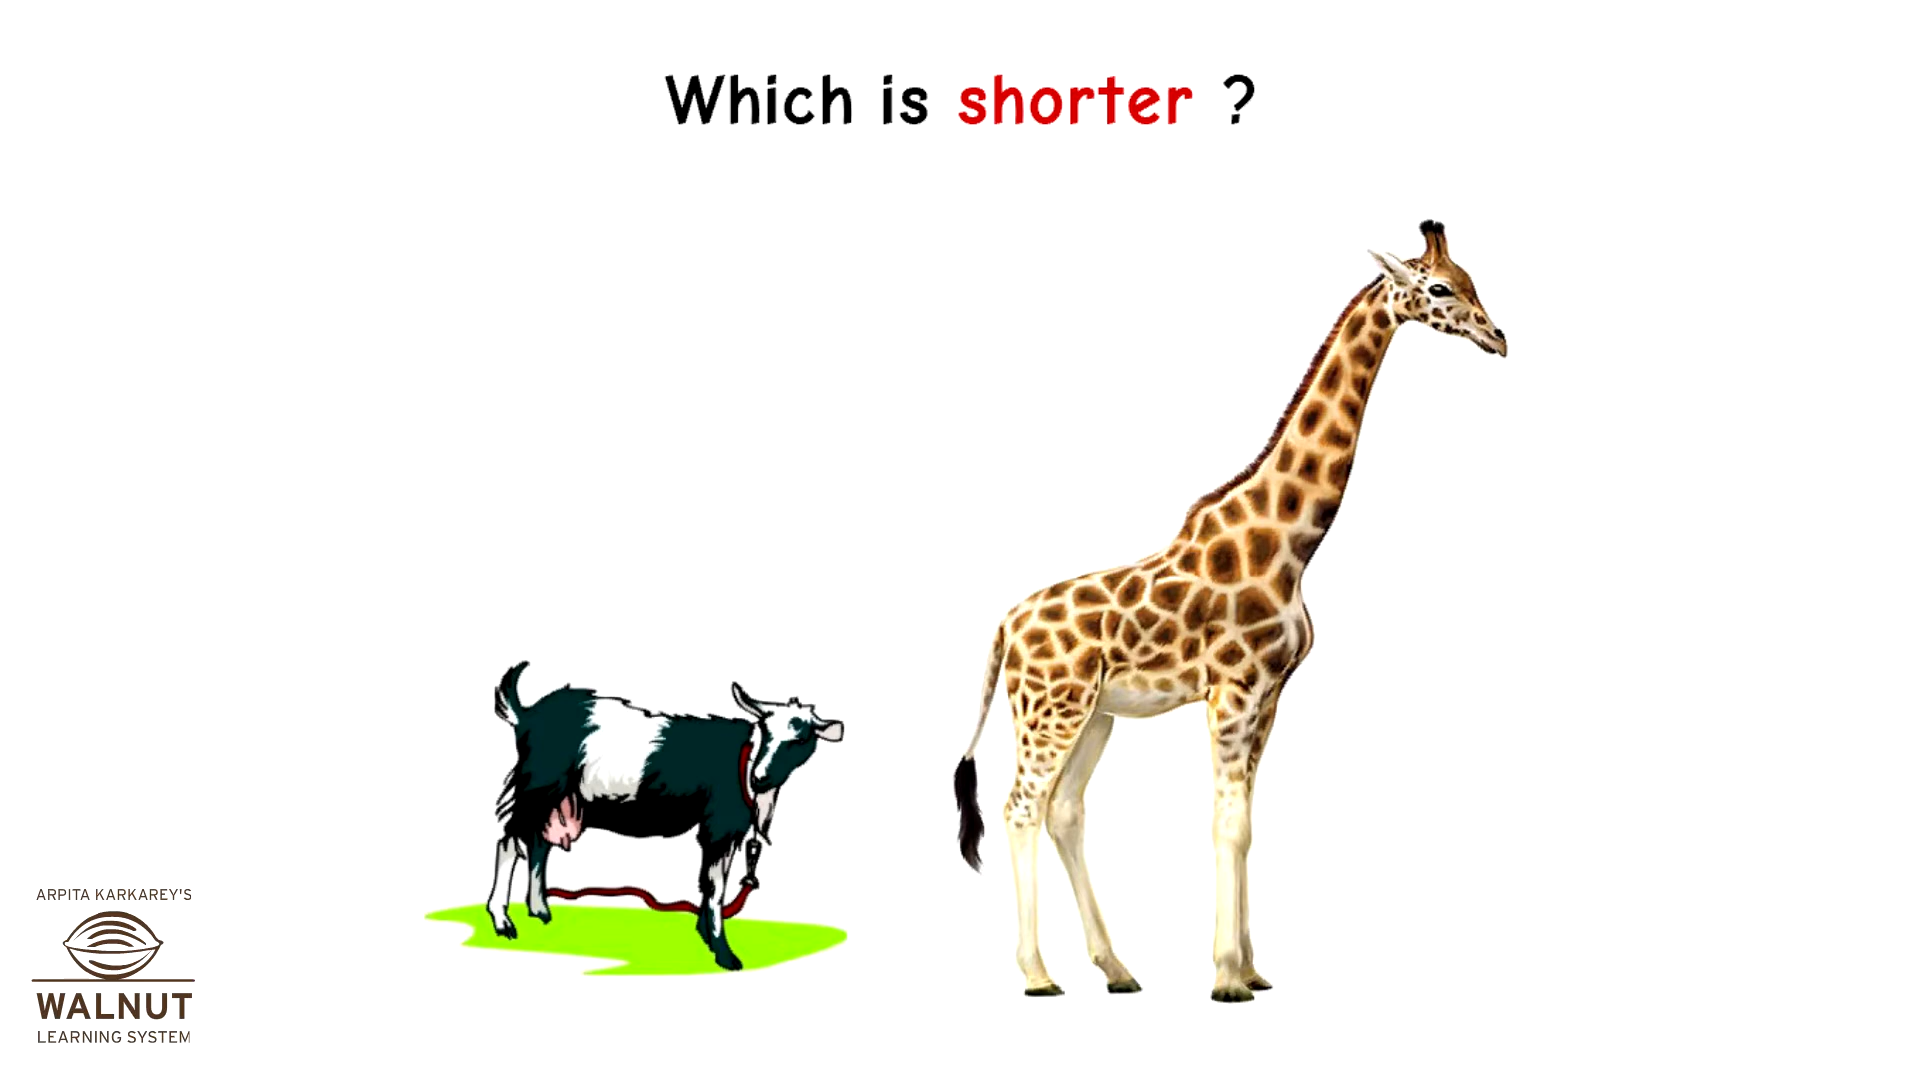 Which is shorter ?
ARPITA KARKAREY'S
WALNUT
LEARNING SYSTEM